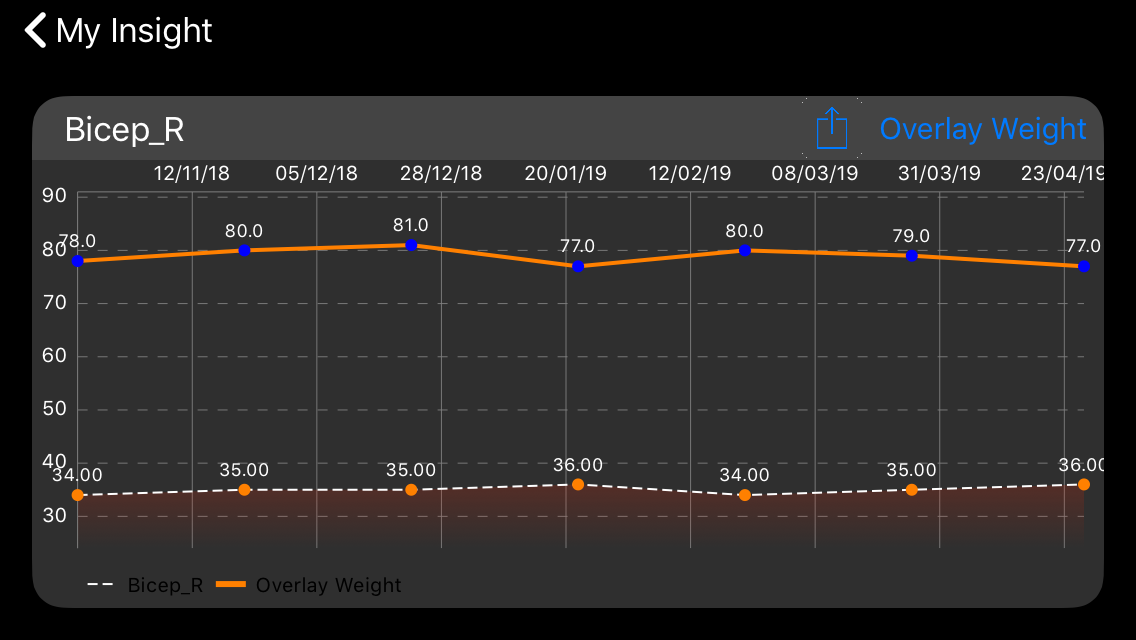 My Insight
Bicep_R
Overlay Weight
12/11/18 05/12/18 28/12/18 20/01/19 12/02/19 08/03/19 31/03/19 23/04/19
90
78.0 80.0 81.0 77.0 80.0 79.0 77.0
80
70
60
50
40
34.00 35.00 35.00 36.00 34.00 35.00 36.00
30
Bicep_R Overlay Weight